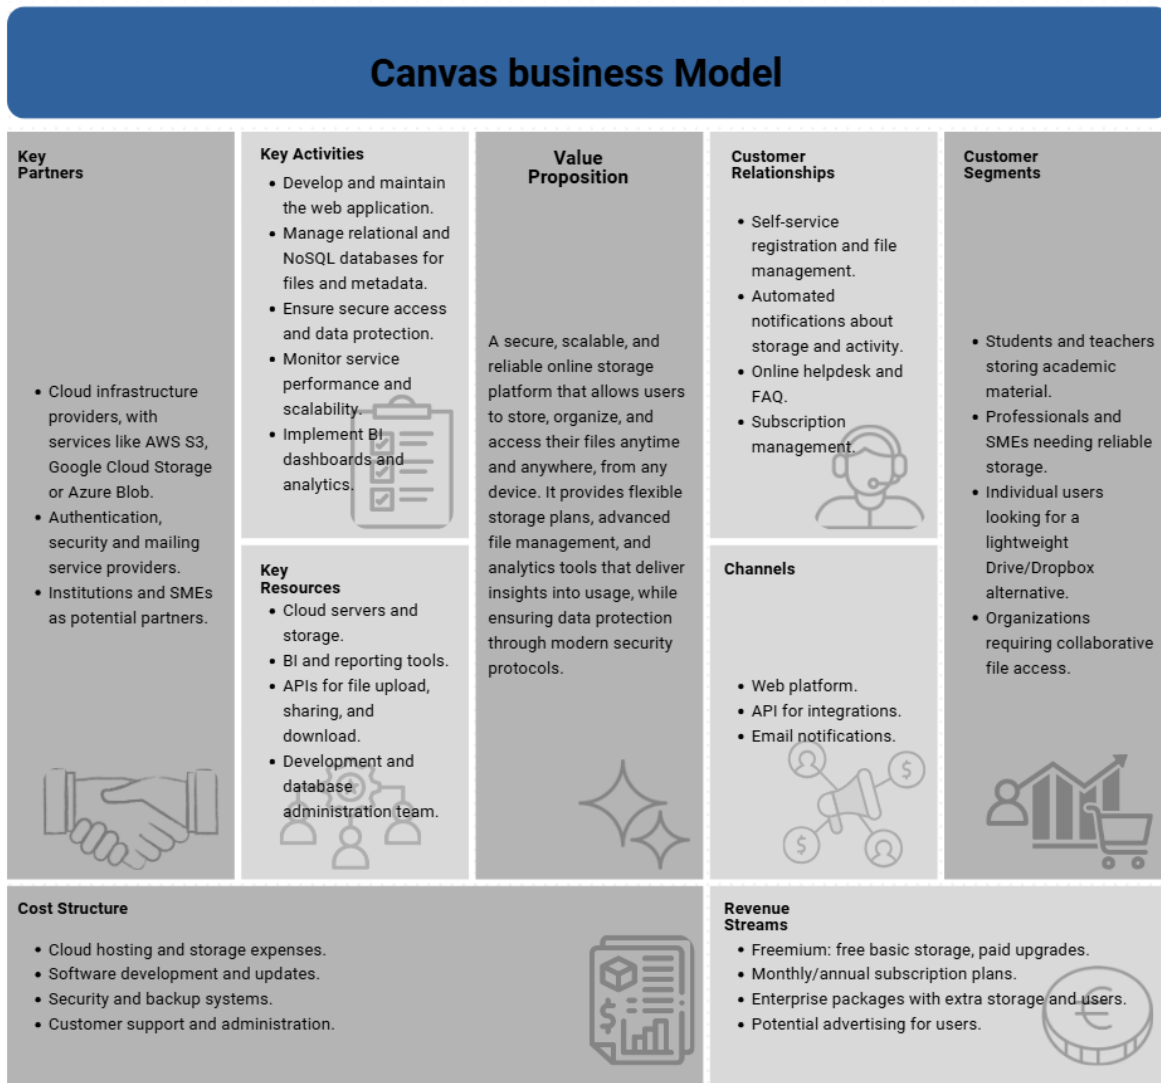 Canvas business Model
Key
Partners
• Cloud infrastructure
providers, with
services like AWS S3,
Google Cloud Storage
or Azure Blob.
• Authentication,
security and mailing
service providers.
• Institutions and SMEs
as potential partners.
Key Activities
• Develop and maintain
the web application.
• Manage relational and
NoSQL databases for
files and metadata.
• Ensure secure access
and data protection.
• Monitor service
performance and
scalability.
• Implement BI
dashboards and
analytics.
Key
Resources
• Cloud servers and
storage.
• BI and reporting tools.
• APIs for file upload,
sharing, and
download.
• Development and
database
administration team.
Value
Proposition
A secure, scalable, and
reliable online storage
platform that allows users
to store, organize, and
access their files anytime
and anywhere, from any
device. It provides flexible
storage plans, advanced
file management, and
analytics tools that deliver
insights into usage, while
ensuring data protection
through modern security
protocols.
Customer
Relationships
• Self-service
registration and file
management.
• Automated
notifications about
storage and activity.
• Online helpdesk and
FAQ.
• Subscription
management.
Channels
• Web platform.
• API for integrations.
• Email notifications.
$
$
Customer
Segments
• Students and teachers
storing academic
material.
• Professionals and
SMEs needing reliable
storage.
• Individual users
looking for a
lightweight
Drive/Dropbox
alternative.
• Organizations
requiring collaborative
file access.
Cost Structure
• Cloud hosting and storage expenses.
• Software development and updates.
• Security and backup systems.
• Customer support and administration.
$
Revenue
Streams
• Freemium: free basic storage, paid upgrades.
• Monthly/annual subscription plans.
• Enterprise packages with extra storage and users.
• Potential advertising for users.
€